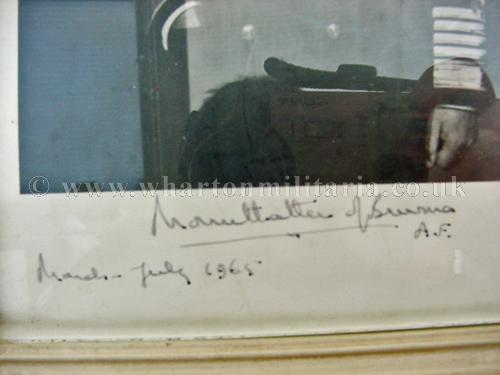 © www.whartonmilitaria.co.uk
Mountbatten of Burma
A.F.
March - July 1965